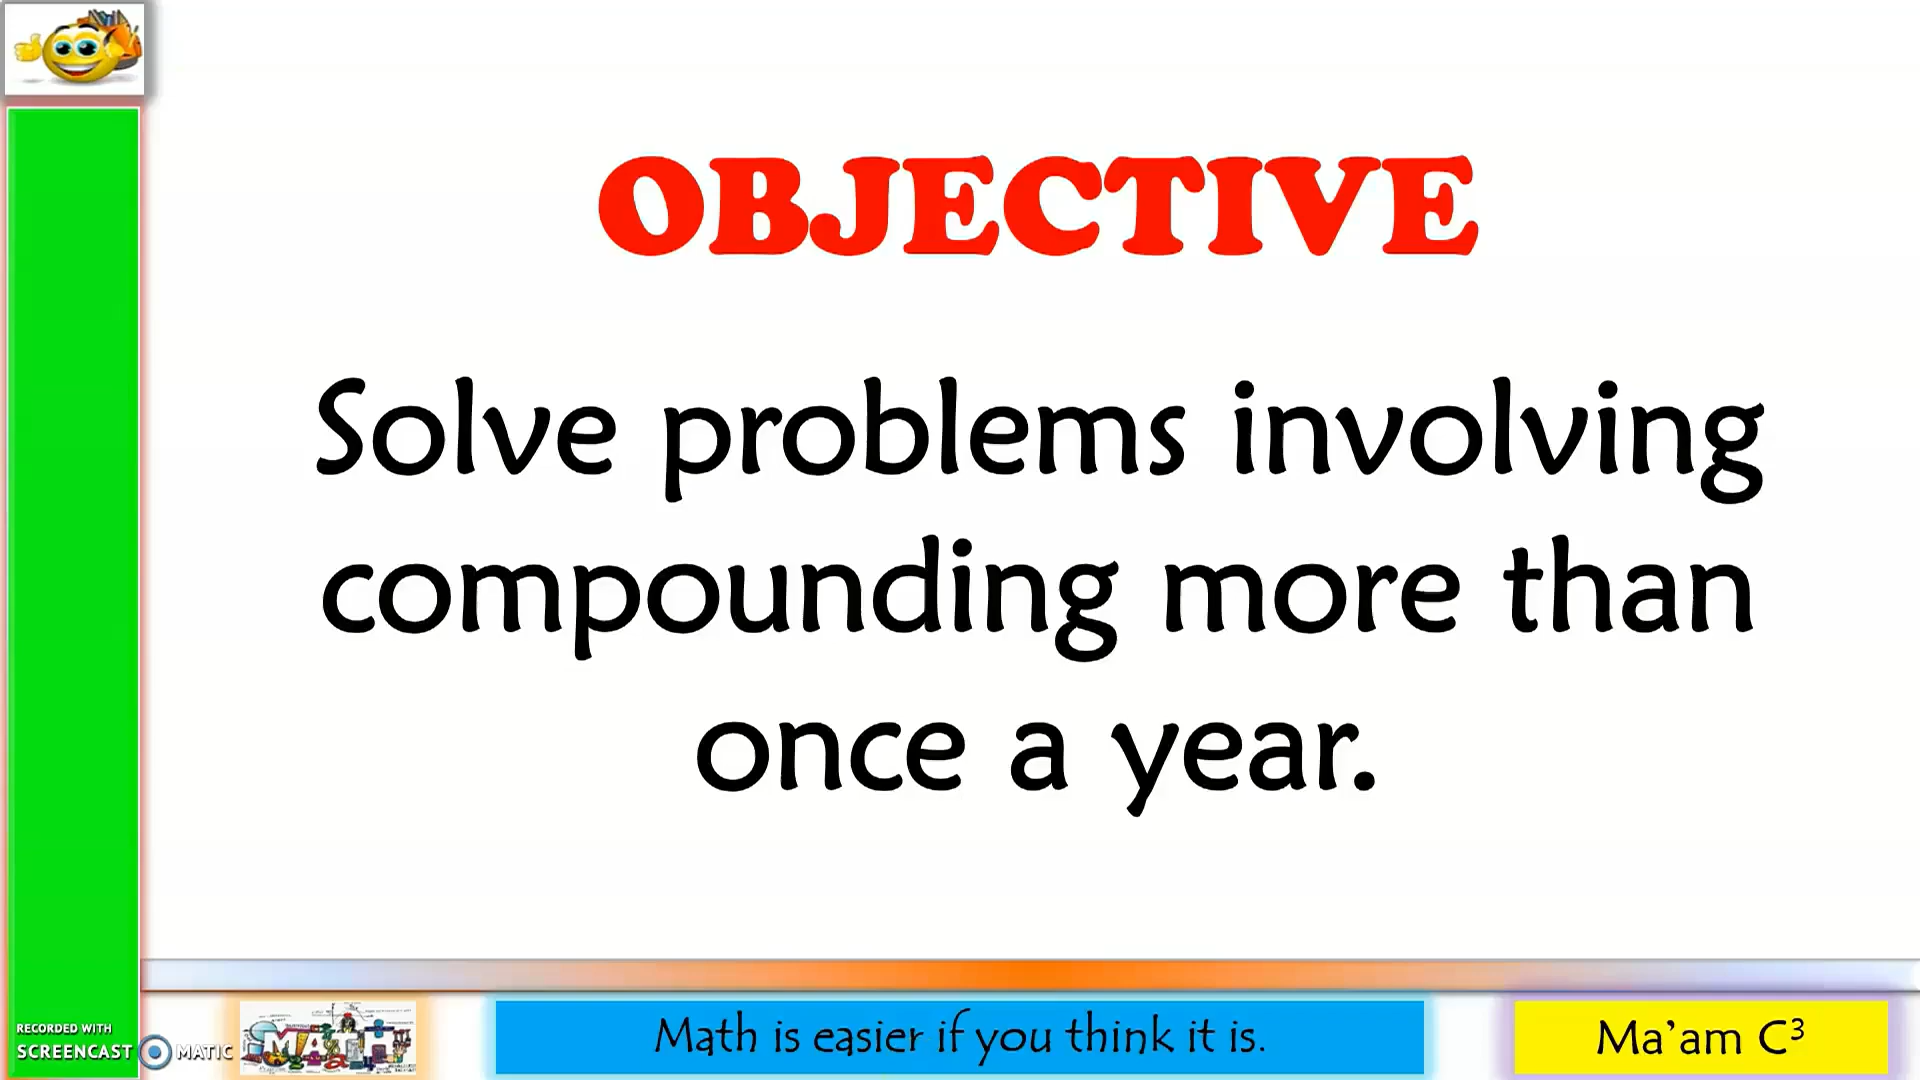 OBJECTIVE
Solve problems involving
compounding more than
once a year.
RECORDED WITH
SCREENCAST MATIC
MATH
Math is easier if you think it is.
Ma'am C³